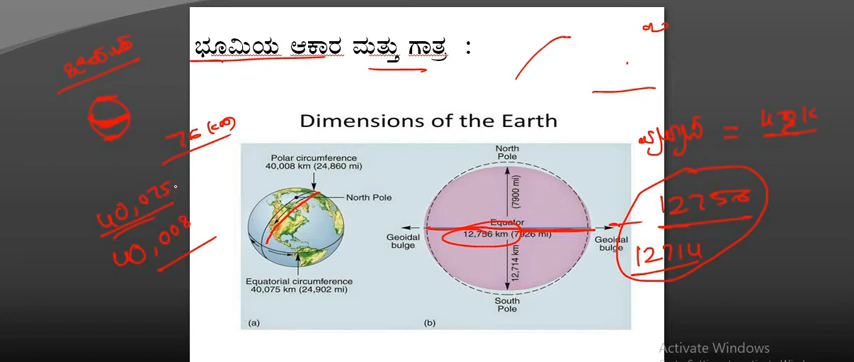 ಭೂಮಿಯ ಆಕಾರ ಮತ್ತು ಗಾತ್ರ :
Dimensions of the Earth
75 km
40,075
40,008
Polar circumference
40,008 km (24,860 mi)
North Pole
Equatorial circumference
40,075 km (24,902 mi)
(a)
North
Pole
(7900 mi)
Equator
12,756 km (7926 mi)
Geoidal
bulge
Geoidal
bulge
12,714 km
South
Pole
(b)
=
12756
12714
Activate Windows